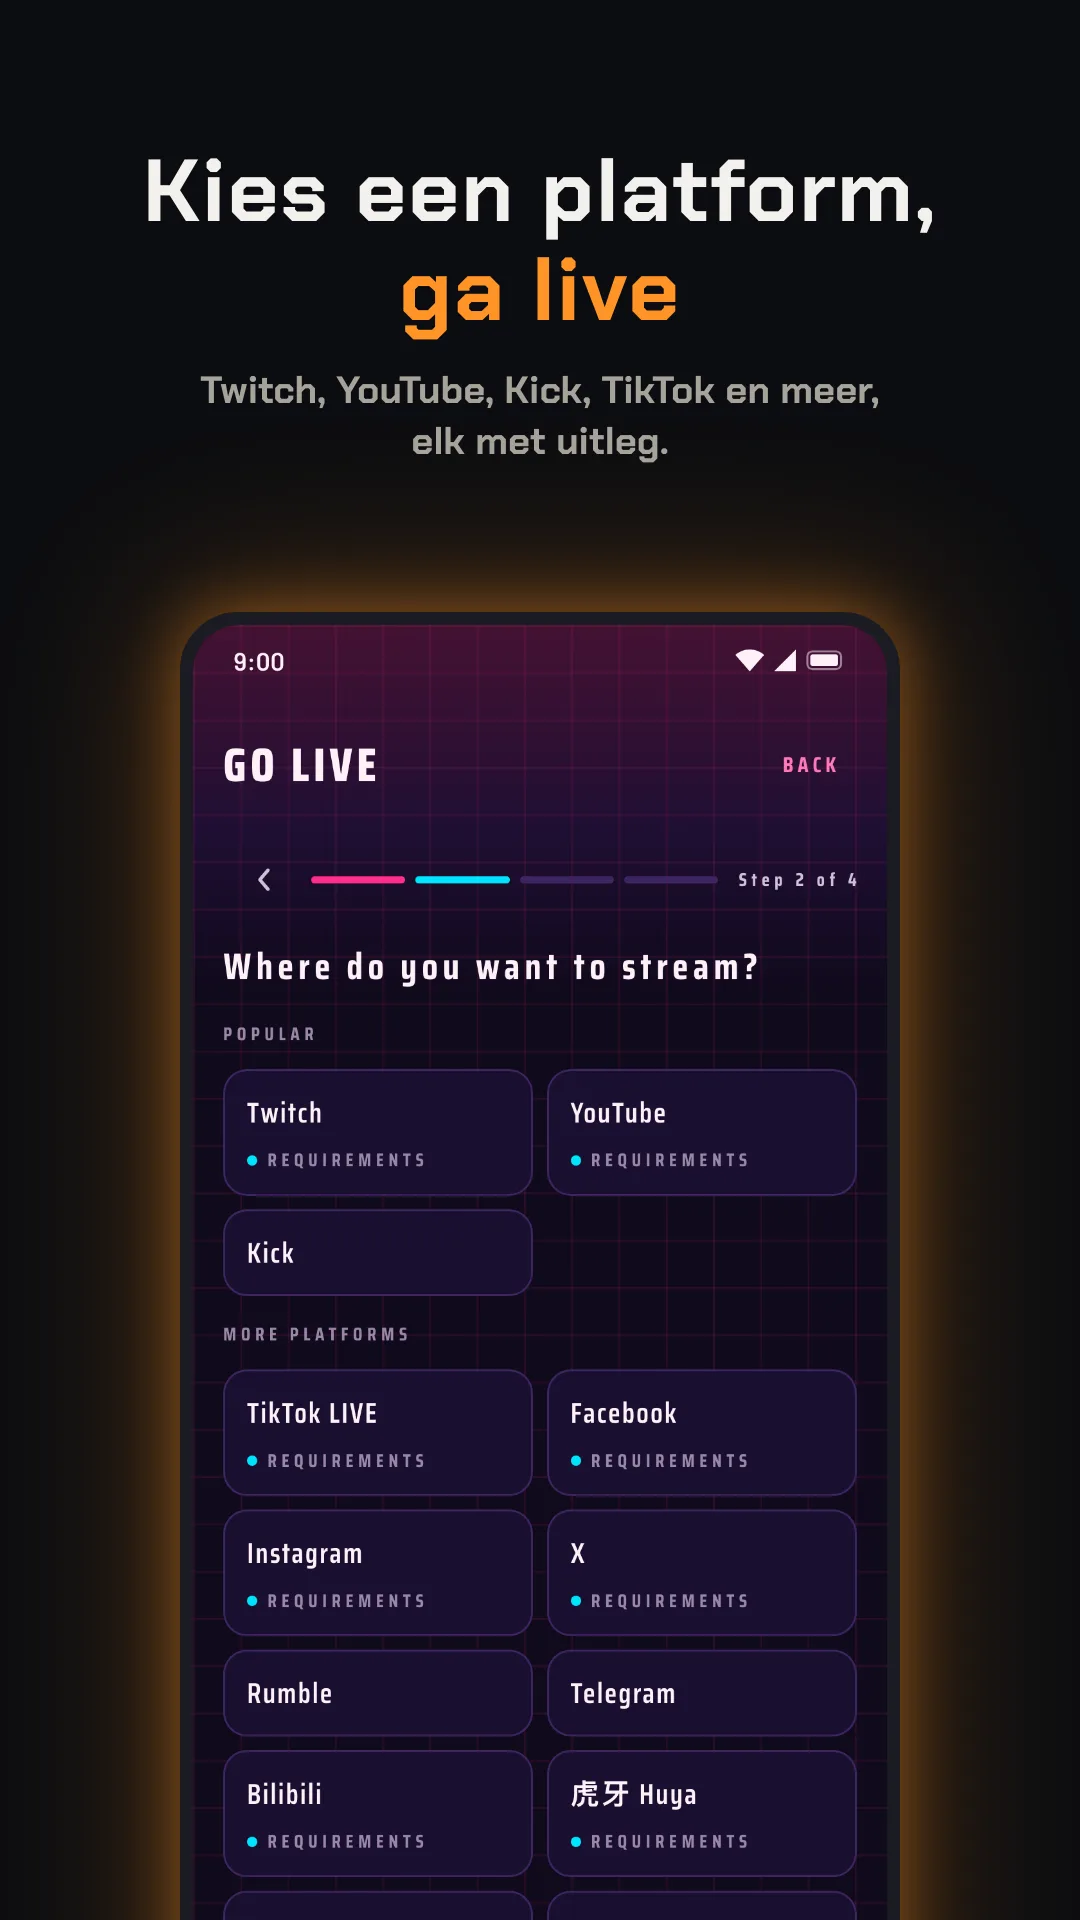 Kies een platform,
ga live
Twitch, YouTube, Kick, TikTok en meer,
elk met uitleg.
9:00
GO LIVE
BACK
Step 2 of 4
Where do you want to stream?
POPULAR
Twitch
REQUIREMENTS
YouTube
REQUIREMENTS
Kick
MORE PLATFORMS
TikTok LIVE
REQUIREMENTS
Facebook
REQUIREMENTS
Instagram
REQUIREMENTS
X
REQUIREMENTS
Rumble
Telegram
Bilibili
REQUIREMENTS
虎牙 Huya
REQUIREMENTS